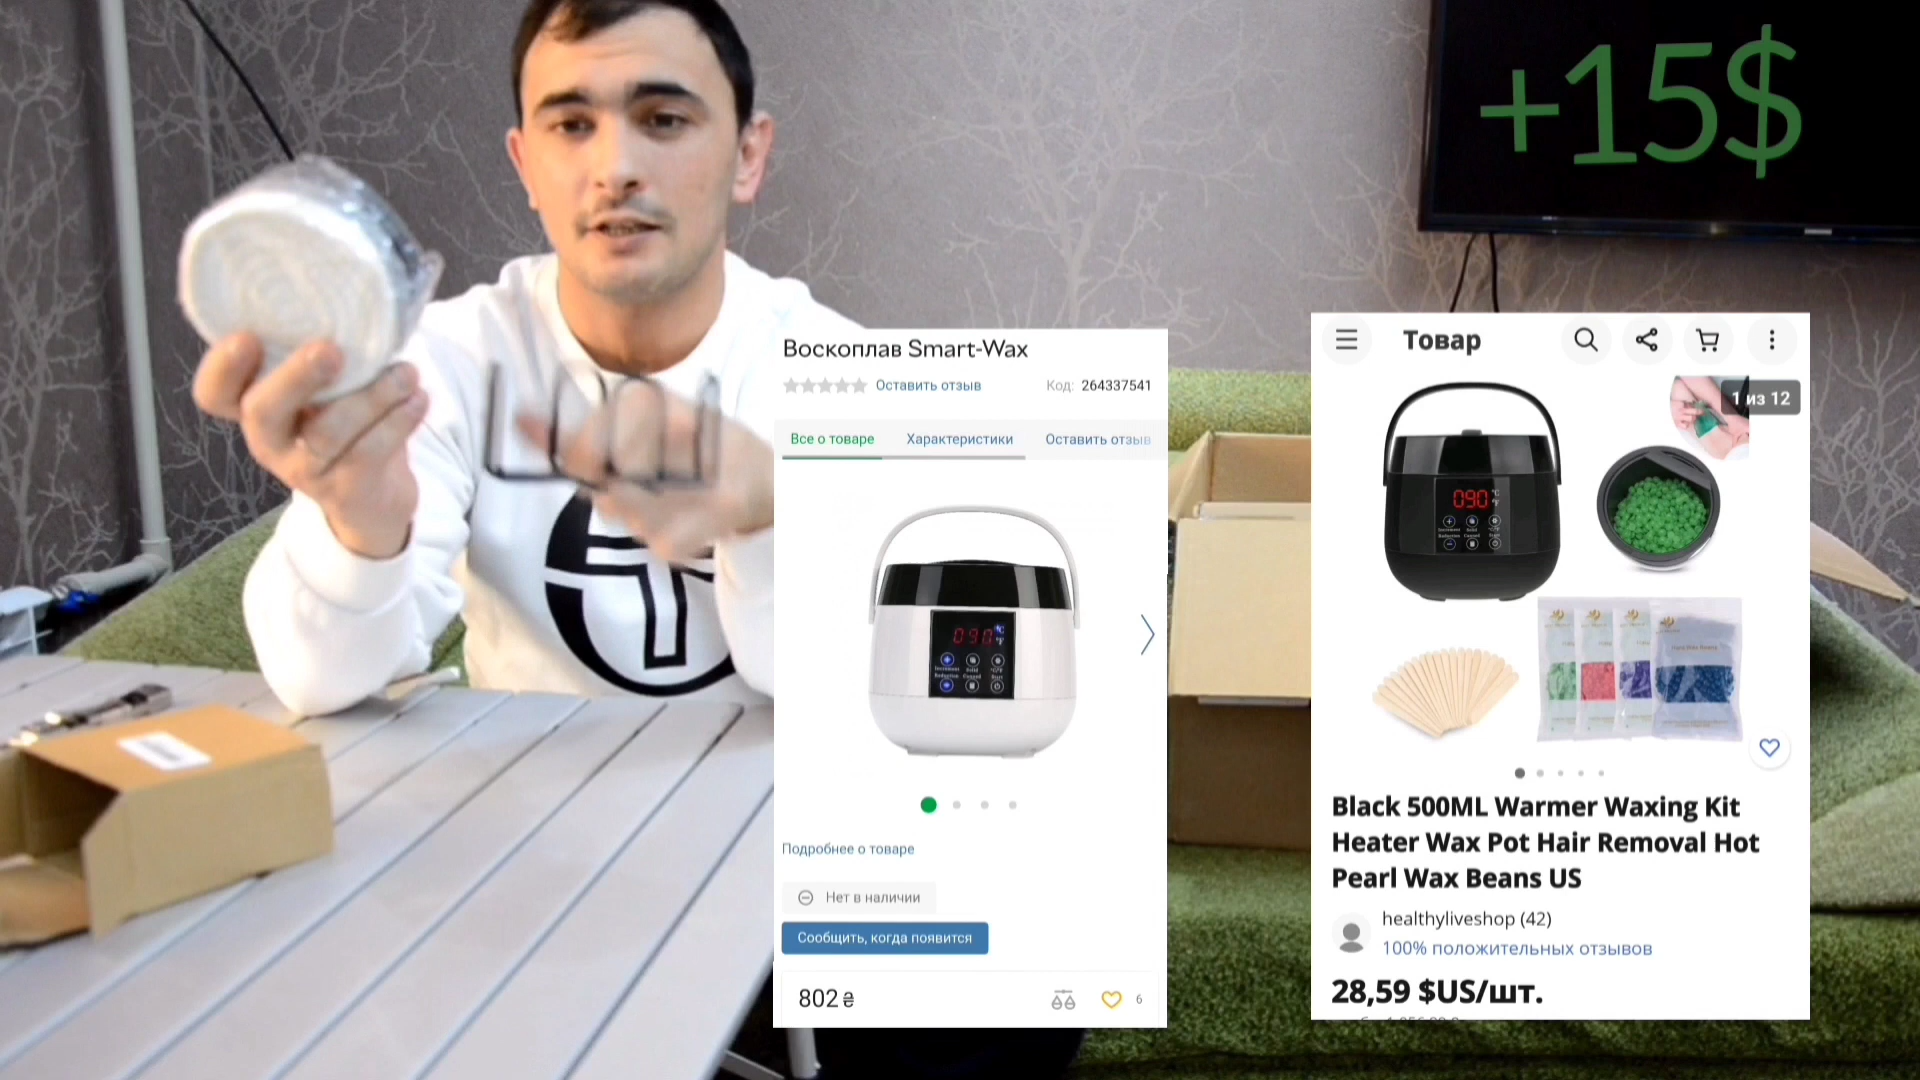 +15$
Воскоплав Smart-Wax
Оставить отзыв
Код: 264337541
Все о товаре
Характеристики
Оставить отзыв
090
Подробнее о товаре
Нет в наличии
Сообщить, когда появится
802 ₴
6
Товар
1 из 12
090
Black 500ML Warmer Waxing Kit
Heater Wax Pot Hair Removal Hot
Pearl Wax Beans US
healthyliveshop (42)
100% положительных отзывов
28,59 $US/шт.